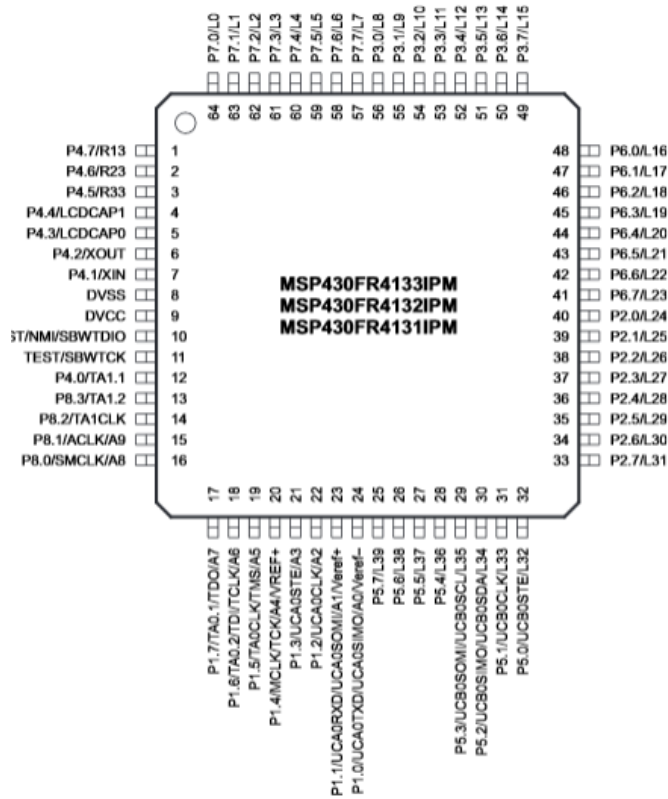 P7.0/L0
P7.1/L1
P7.2/L2
P7.3/L3
P7.4/L4
P7.5/L5
P7.6/L6
P7.7/L7
P3.0/L8
P3.1/L9
P3.2/L10
P3.3/L11
P3.4/L12
P3.5/L13
P3.6/L14
P3.7/L15
64 63 62 61 60 59 58 57 56 55 54 53 52 51 50 49
P4.7/R13 1 48 P6.0/L16
P4.6/R23 2 47 P6.1/L17
P4.5/R33 3 46 P6.2/L18
P4.4/LCDCAP1 4 45 P6.3/L19
P4.3/LCDCAP0 5 44 P6.4/L20
P4.2/XOUT 6 43 P6.5/L21
P4.1/XIN 7 42 P6.6/L22
DVSS 8 41 P6.7/L23
DVCC 9 40 P2.0/L24
ST/NMI/SBWTDIO 10 39 P2.1/L25
TEST/SBWTCK 11 38 P2.2/L26
P4.0/TA1.1 12 37 P2.3/L27
P8.3/TA1.2 13 36 P2.4/L28
P8.2/TA1CLK 14 35 P2.5/L29
P8.1/ACLK/A9 15 34 P2.6/L30
P8.0/SMCLK/A8 16 33 P2.7/L31
MSP430FR4133IPM
MSP430FR4132IPM
MSP430FR4131IPM
17 18 19 20 21 22 23 24 25 26 27 28 29 30 31 32
P1.7/TA0.1/TDO/A7
P1.6/TA0.2/TDI/TCLK/A6
P1.5/TA0CLK/TMS/A5
P1.4/MCLK/TCK/A4/VREF+
P1.3/UCA0STE/A3
P1.2/UCA0CLK/A2
P1.1/UCA0RXD/UCA0SOMI/A1/Veref+
P1.0/UCA0TXD/UCA0SIMO/A0/Veref–
P5.7/L39
P5.6/L38
P5.5/L37
P5.4/L36
P5.3/UCB0SOMI/UCB0SCL/L35
P5.2/UCB0SIMO/UCB0SDA/L34
P5.1/UCB0CLK/L33
P5.0/UCB0STE/L32